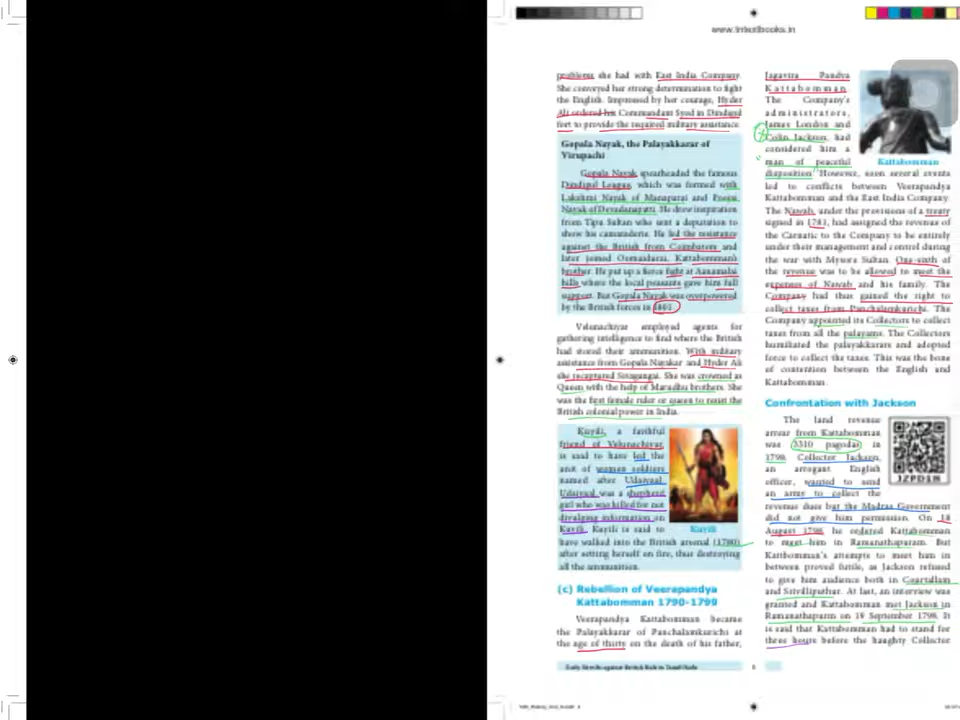 www.tntextbooks.in
problems she had with East India Company.
She conveyed her strong determination to fight
the English. Impressed by her courage, Hyder
Ali ordered his Commandant Syed in Dindigul
fort to provide the required military assistance.
Gopala Nayak, the Palayakkarar of
Virupachi
Gopala Nayak spearheaded the famous
Dindigul League, which was formed with
Lakshmi Nayak of Manaparai and Poojai
Nayak of Devadanapatti. He drew inspiration
from Tipu Sultan who sent a deputation to
show his camaraderie. He led the resistance
against the British from Coimbatore and
later joined Oomaidurai, Kattabomman's
brother. He put up a fierce fight at Aanamalai
hills where the local peasants gave him full
support. But Gopala Nayak was overpowered
by the British forces in 1801.
Velunachiyar employed agents for
gathering intelligence to find where the British
had stored their ammunition. With military
assistance from Gopala Nayakar and Hyder Ali
she recaptured Sivagangai. She was crowned as
Queen with the help of Marudhu brothers. She
was the first female ruler or queen to resist the
British colonial power in India.
Kuyili, a faithful
friend of Velunachiyar,
is said to have led the
unit of women soldiers
named after Udaiyaal.
Udaiyaal was a shepherd
girl who was killed for not
divulging information on
Kuyili. Kuyili is said to
Kuyili
have walked into the British arsenal (1780)
after setting herself on fire, thus destroying
all the ammunition.
(c) Rebellion of Veerapandya
Kattabomman 1790-1799
Veerapandya Kattabomman became
the Palayakkarar of Panchalamkurichi at
the age of thirty on the death of his father,
Jagavira Pandya
Kattabomman.
The Company's
administrators,
James London and
Colin Jackson, had
considered him a
man of peaceful
disposition. However, soon several events
Kattabomman
led to conflicts between Veerapandya
Kattabomman and the East India Company.
The Nawab, under the provisions of a treaty
signed in 1781, had assigned the revenue of
the Carnatic to the Company to be entirely
under their management and control during
the war with Mysore Sultan. One-sixth of
the revenue was to be allowed to meet the
expenses of Nawab and his family. The
Company had thus gained the right to
collect taxes from Panchalamkurichi. The
Company appointed its Collectors to collect
taxes from all the palayams. The Collectors
humiliated the palayakkarars and adopted
force to collect the taxes. This was the bone
of contention between the English and
Kattabomman.
Confrontation with Jackson
The land revenue
arrear from Kattabomman
was 3310 pagodas in
1798. Collector Jackson,
an arrogant English
officer, wanted to send
an army to collect the
revenue dues but the Madras Government
did not give him permission. On 18
August 1798, he ordered Kattabomman
to meet him in Ramanathapuram. But
Kattbomman's attempts to meet him in
between proved futile, as Jackson refused
to give him audience both in Courtallam
and Srivilliputhur. At last, an interview was
granted and Kattabomman met Jackson in
Ramanathapuram on 19 September 1798. It
is said that Kattabomman had to stand for
three hours before the haughty Collector
Early Revolts against British Rule in Tamil Nadu